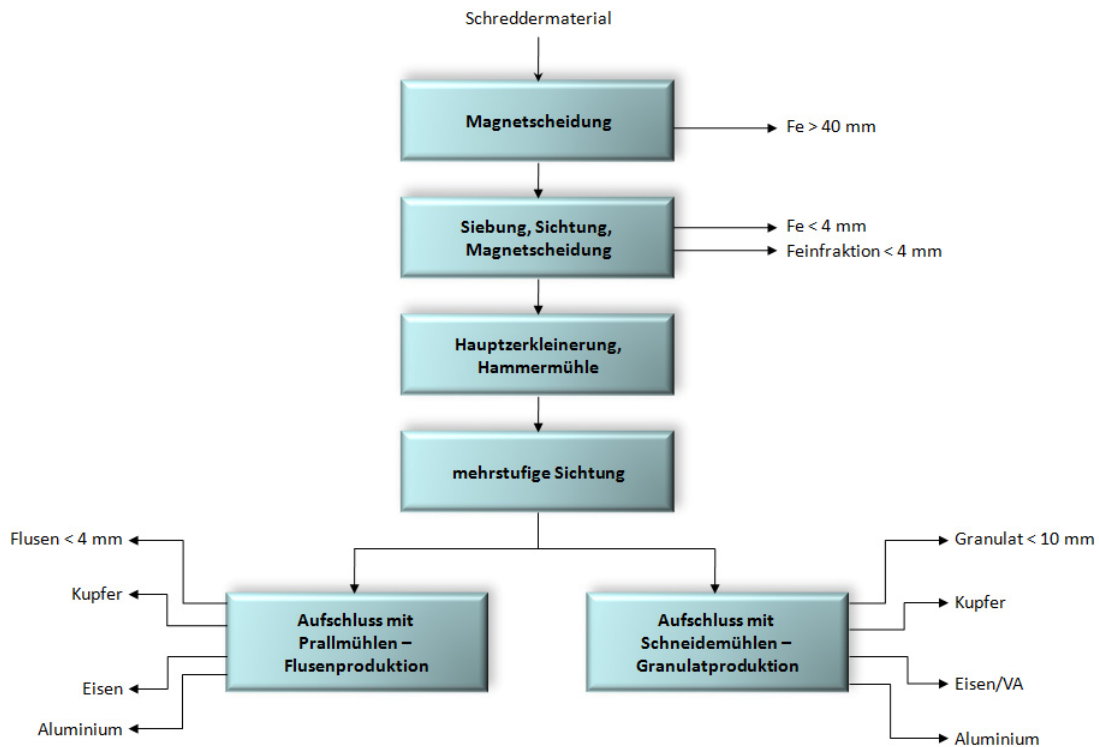 Schreddermaterial
Magnetscheidung
Fe > 40 mm
Siebung, Sichtung,
Magnetscheidung
Fe < 4 mm
Feinfraktion < 4 mm
Hauptzerkleinerung,
Hammermühle
mehrstufige Sichtung
Flusen < 4 mm
Kupfer
Eisen
Aluminium
Aufschluss mit
Prallmühlen –
Flusenproduktion
Aufschluss mit
Schneidemühlen –
Granulatproduktion
Granulat < 10 mm
Kupfer
Eisen/VA
Aluminium